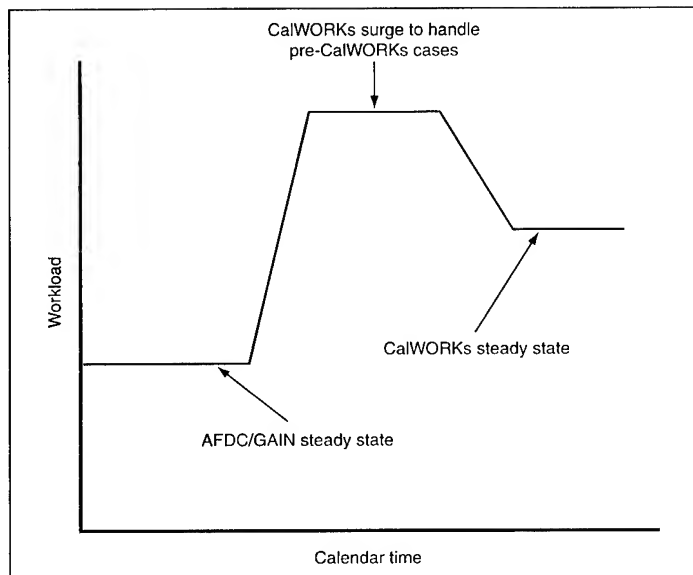 CalWORKs surge to handle
pre-CalWORKs cases
Workload
CalWORKs steady state
AFDC/GAIN steady state
Calendar time